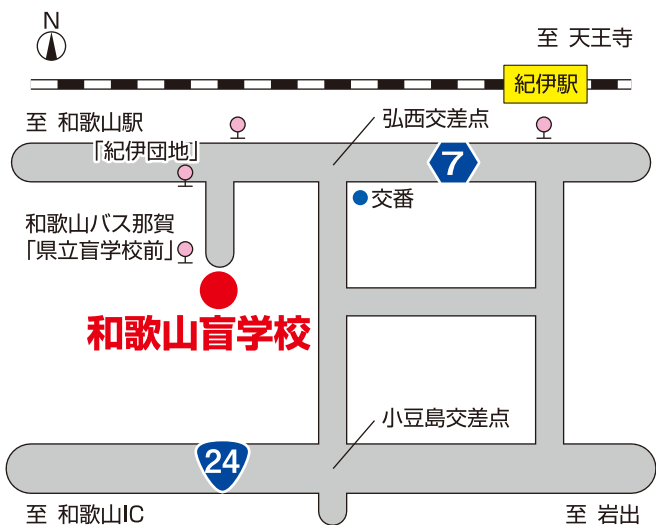 N
至 天王寺
紀伊駅
至 和歌山駅
弘西交差点
「紀伊団地」
7
交番
和歌山バス那賀
「県立盲学校前」
和歌山盲学校
小豆島交差点
24
至 和歌山IC
至 岩出